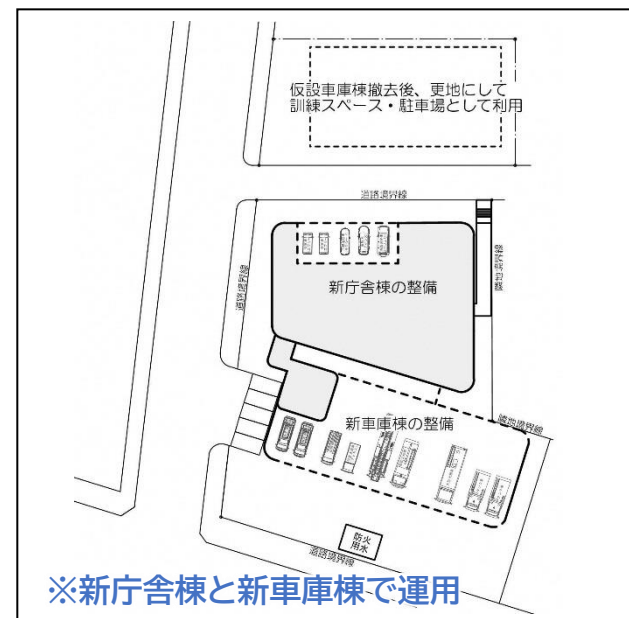 仮設車庫棟撤去後、更地にして
訓練スペース・駐車場として利用
道路境界線
隣地境界線
新庁舎棟の整備
道路境界線
新車庫棟の整備
隣地境界線
防火
用水
道路境界線
※新庁舎棟と新車庫棟で運用